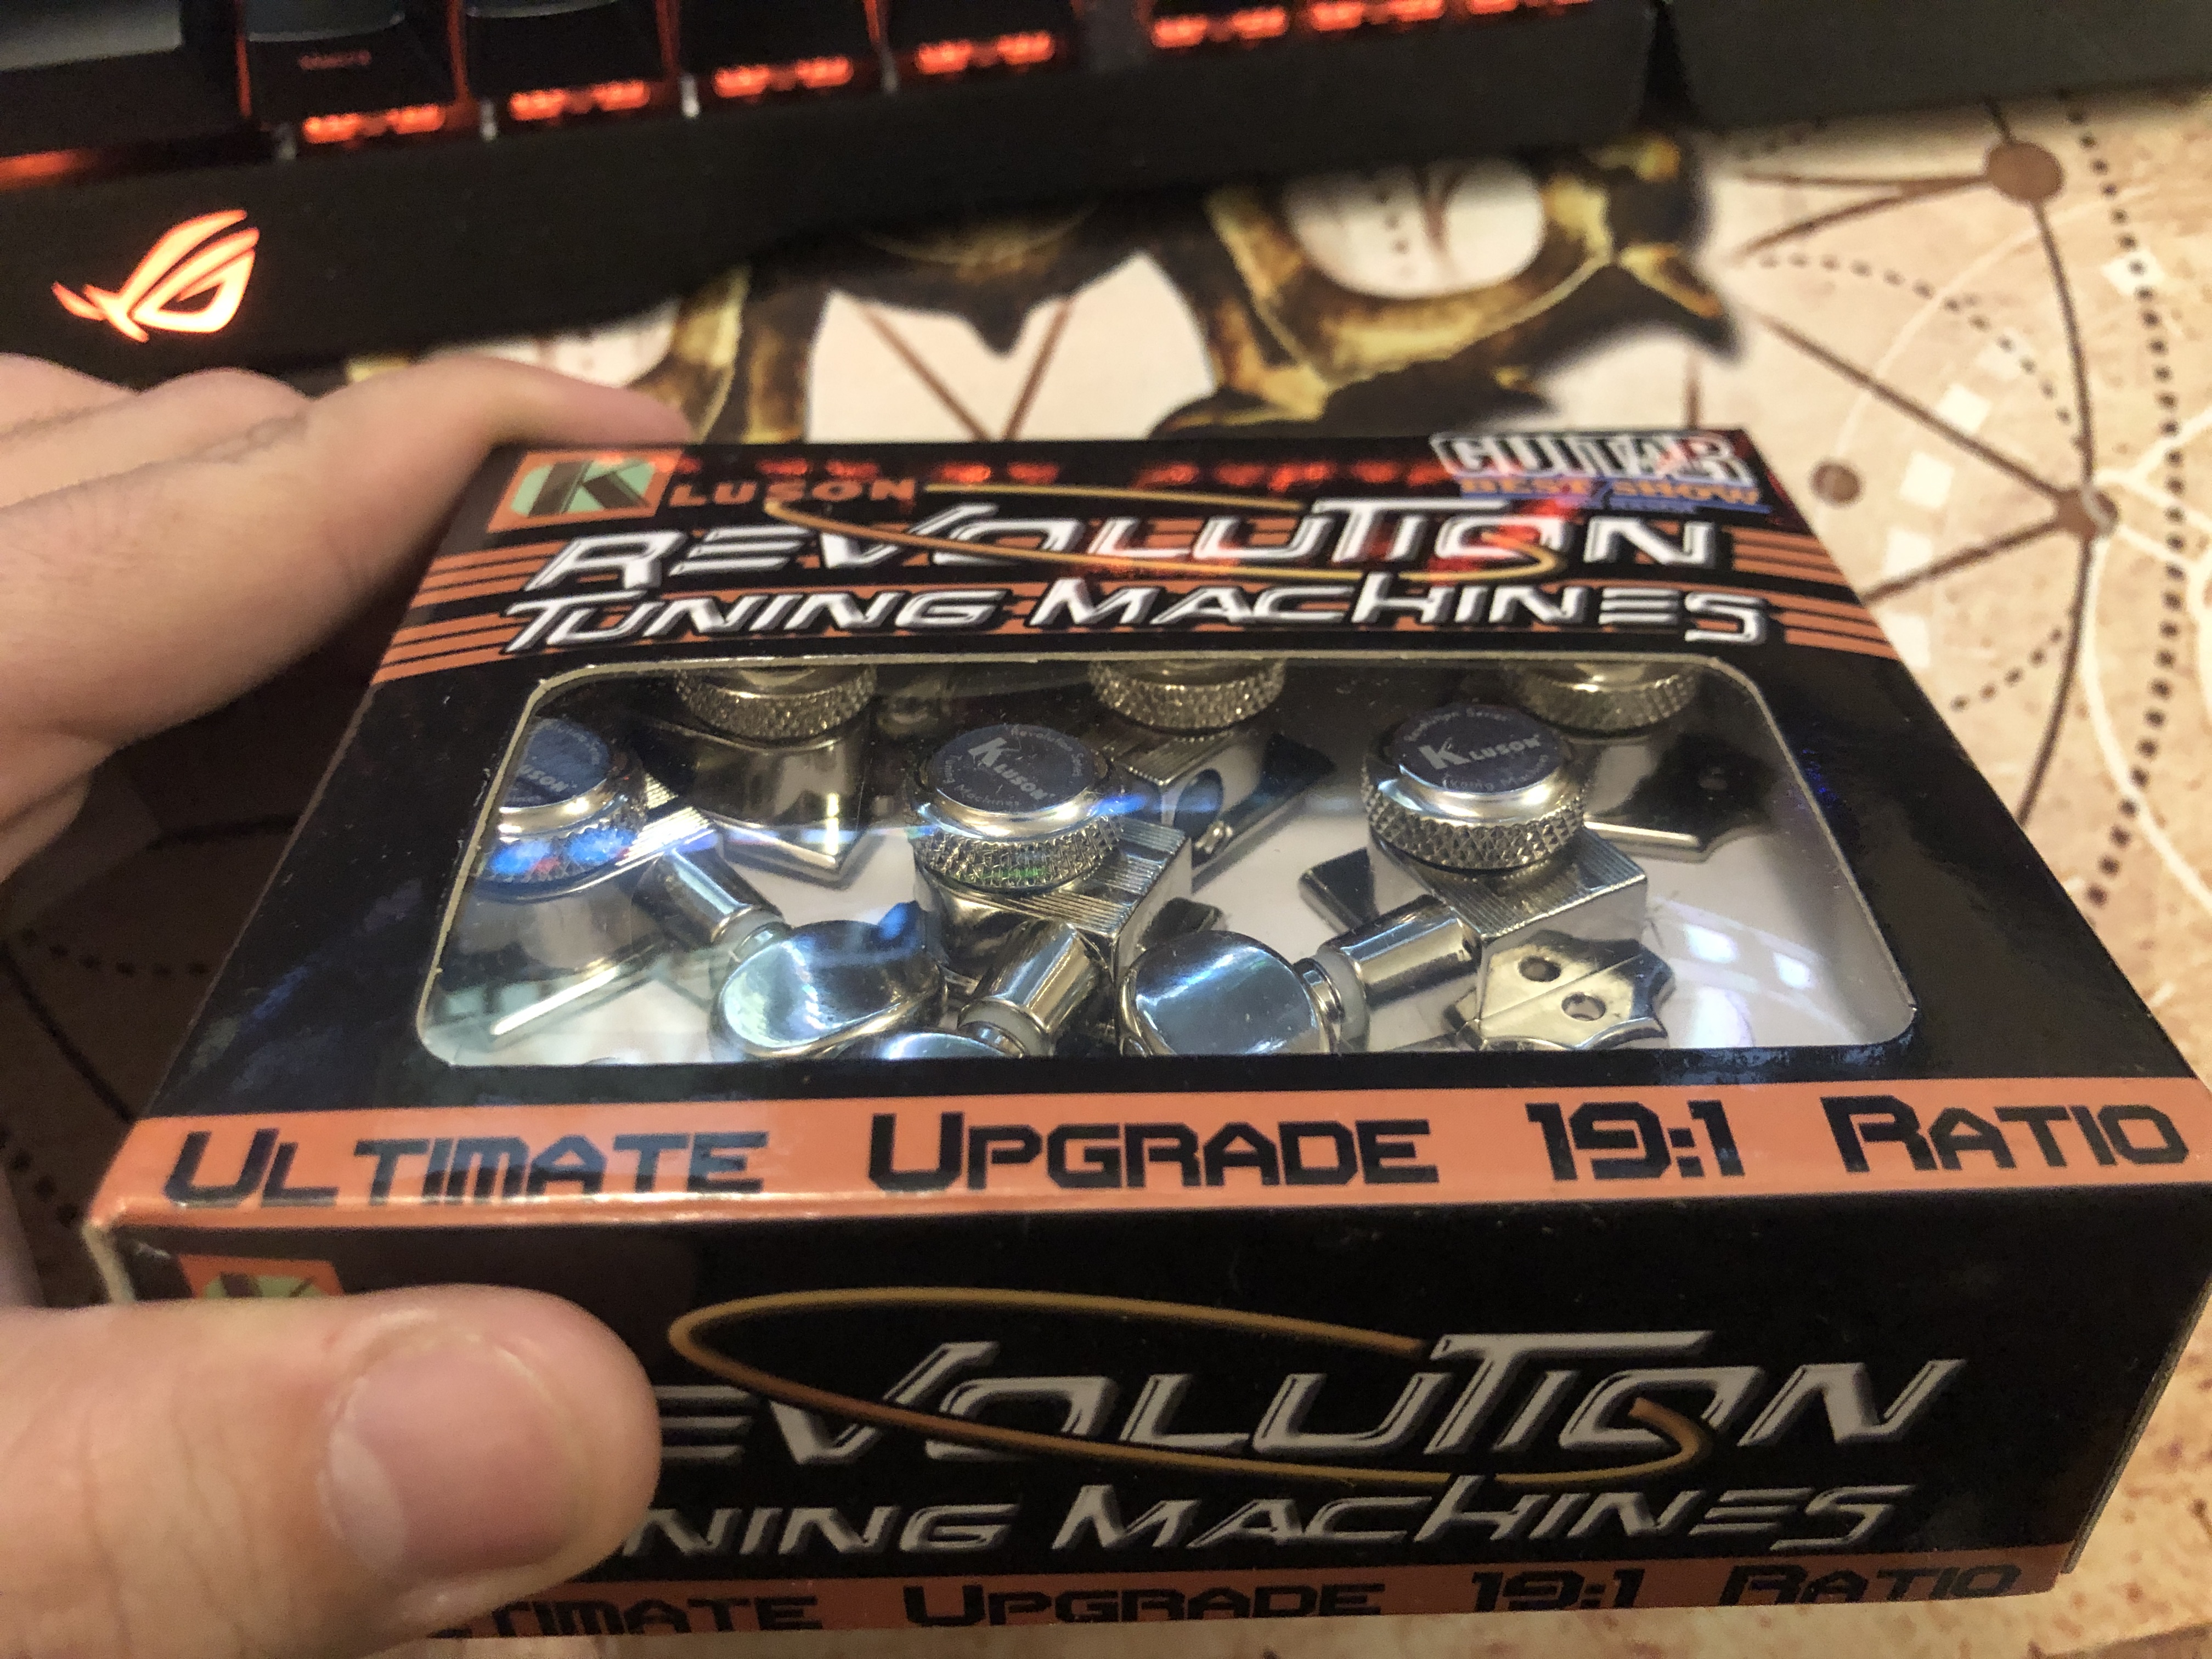 KLUSON
GUITAR
BEST/SHOW
REVOLUTION
TUNING MACHINES
KLUSON
KLUSON
ULTIMATE UPGRADE 19:1 RATIO
EVOLUTION
NING MACHINES
TIMATE UPGRADE 19:1 RATIO